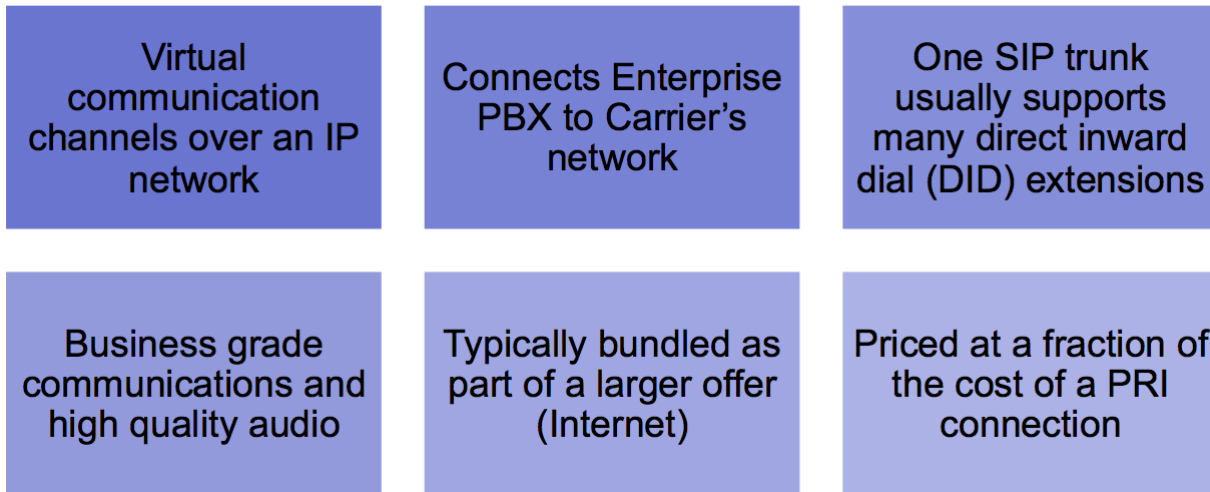 Virtual
communication
channels over an IP
network
Connects Enterprise
PBX to Carrier’s
network
One SIP trunk
usually supports
many direct inward
dial (DID) extensions
Business grade
communications and
high quality audio
Typically bundled as
part of a larger offer
(Internet)
Priced at a fraction of
the cost of a PRI
connection